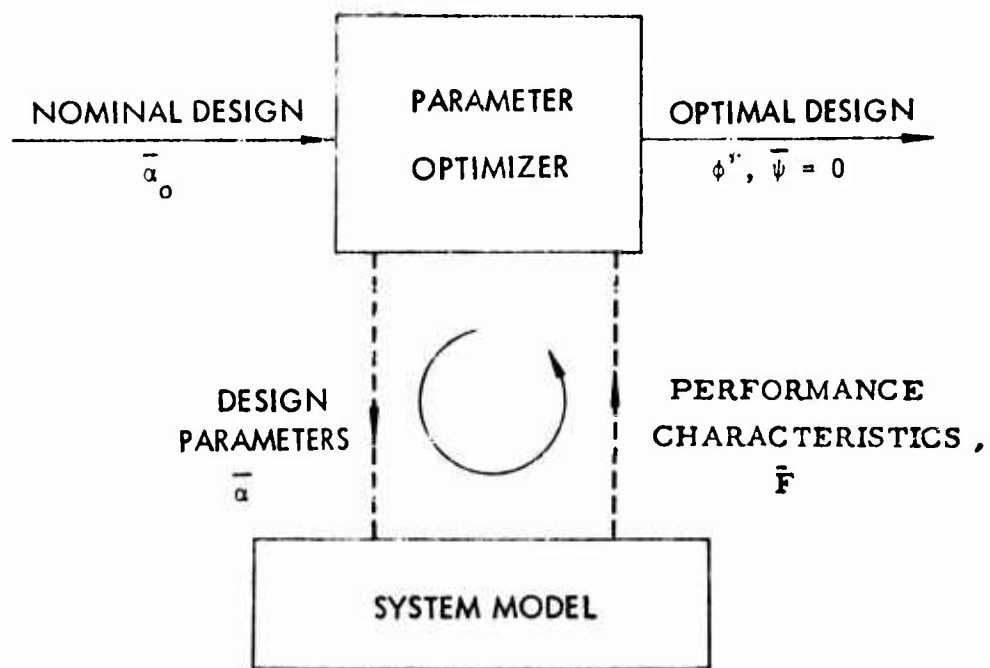 NOMINAL DESIGN
ᾱ₀
PARAMETER
OPTIMIZER
OPTIMAL DESIGN
ϕ*, ψ̄ = 0
DESIGN
PARAMETERS
ᾱ
PERFORMANCE
CHARACTERISTICS,
F̄
SYSTEM MODEL